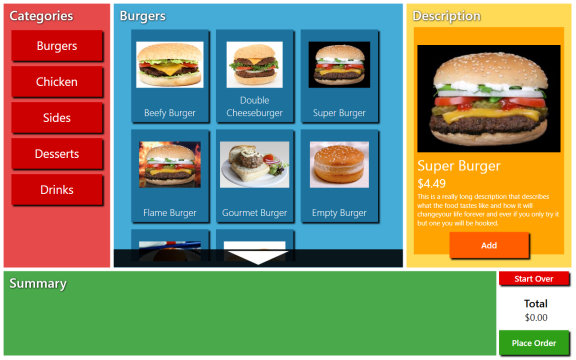 Categories
Burgers
Chicken
Sides
Desserts
Drinks
Burgers
Beefy Burger
Double
Cheeseburger
Super Burger
Flame Burger
Gourmet Burger
Empty Burger
Description
Super Burger
$4.49
This is a really long description that describes
what the food tastes like and how it will
changeyour life forever and ever if you only try it
but one you will be hooked.
Add
Summary
Start Over
Total
$0.00
Place Order